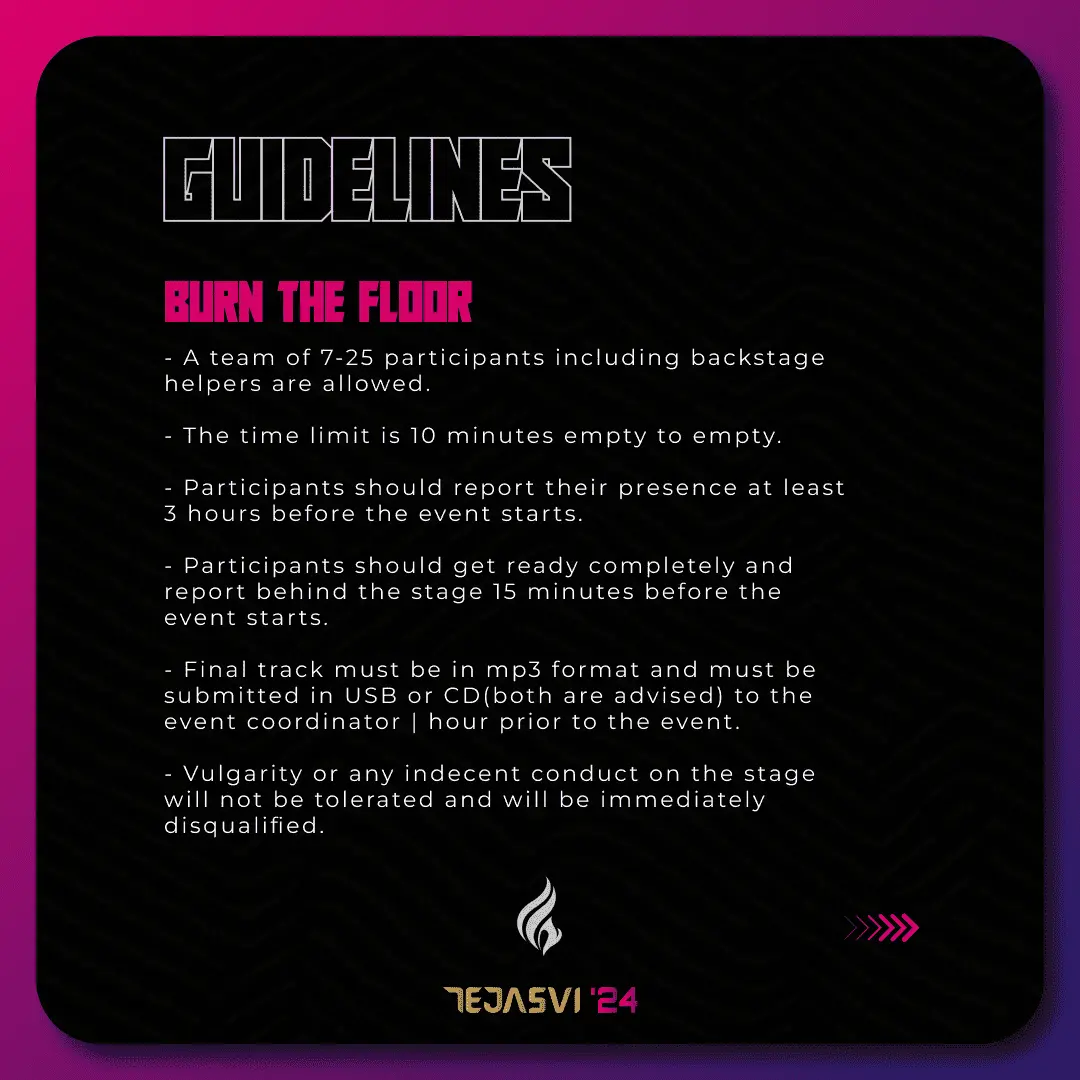 GUIDELINES
BURN THE FLOOR
- A team of 7-25 participants including backstage
helpers are allowed.
- The time limit is 10 minutes empty to empty.
- Participants should report their presence at least
3 hours before the event starts.
- Participants should get ready completely and
report behind the stage 15 minutes before the
event starts.
- Final track must be in mp3 format and must be
submitted in USB or CD(both are advised) to the
event coordinator | hour prior to the event.
- Vulgarity or any indecent conduct on the stage
will not be tolerated and will be immediately
disqualified.
TEJASVI '24